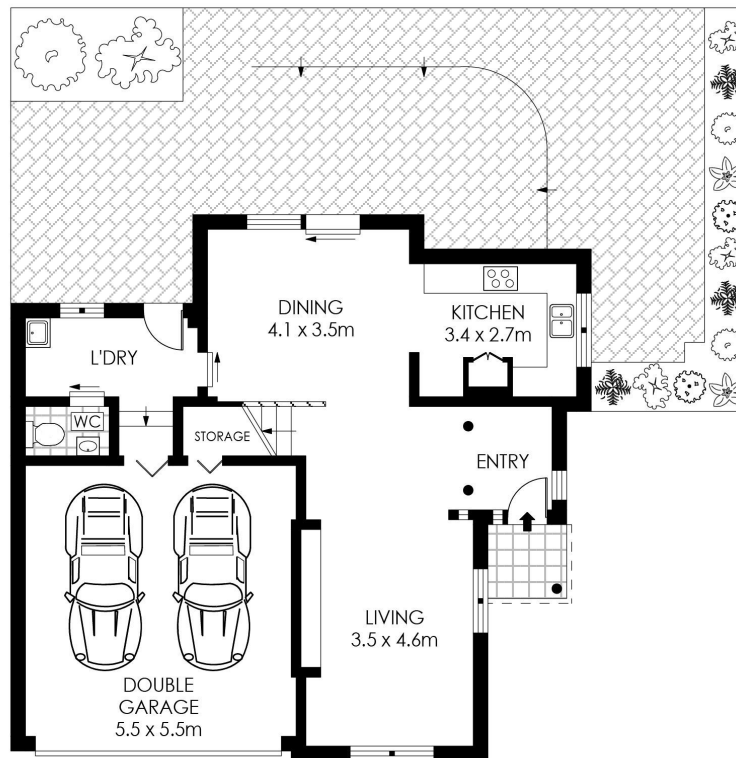 DINING
4.1 x 3.5m
KITCHEN
3.4 x 2.7m
L'DRY
WC
STORAGE
ENTRY
LIVING
3.5 x 4.6m
DOUBLE
GARAGE
5.5 x 5.5m